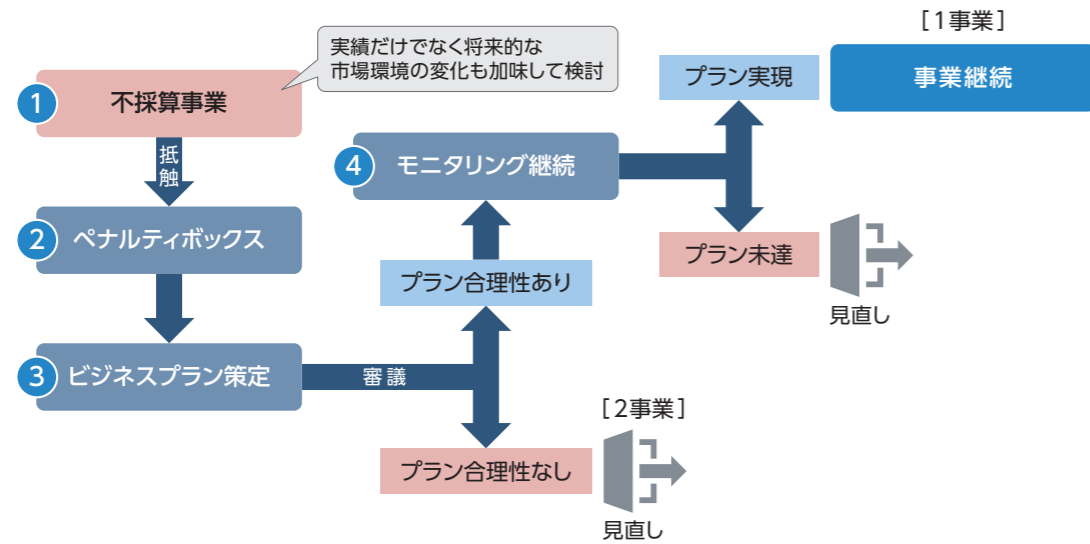 [1事業]
実績だけでなく将来的な
市場環境の変化も加味して検討
プラン実現
事業継続
1
不採算事業
抵触
4
モニタリング継続
2
ペナルティボックス
プラン未達
プラン合理性あり
見直し
3
ビジネスプラン策定
審議
[2事業]
プラン合理性なし
見直し